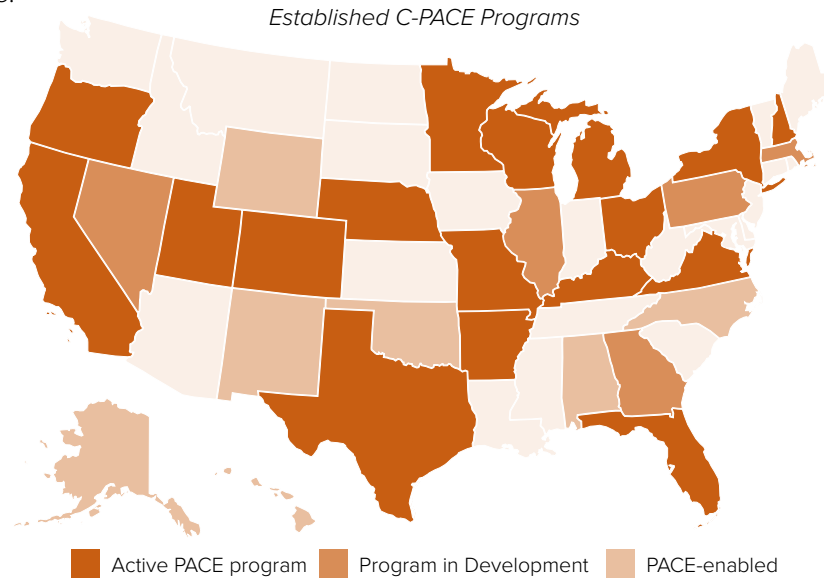 Established C-PACE Programs
Active PACE program
Program in Development
PACE-enabled